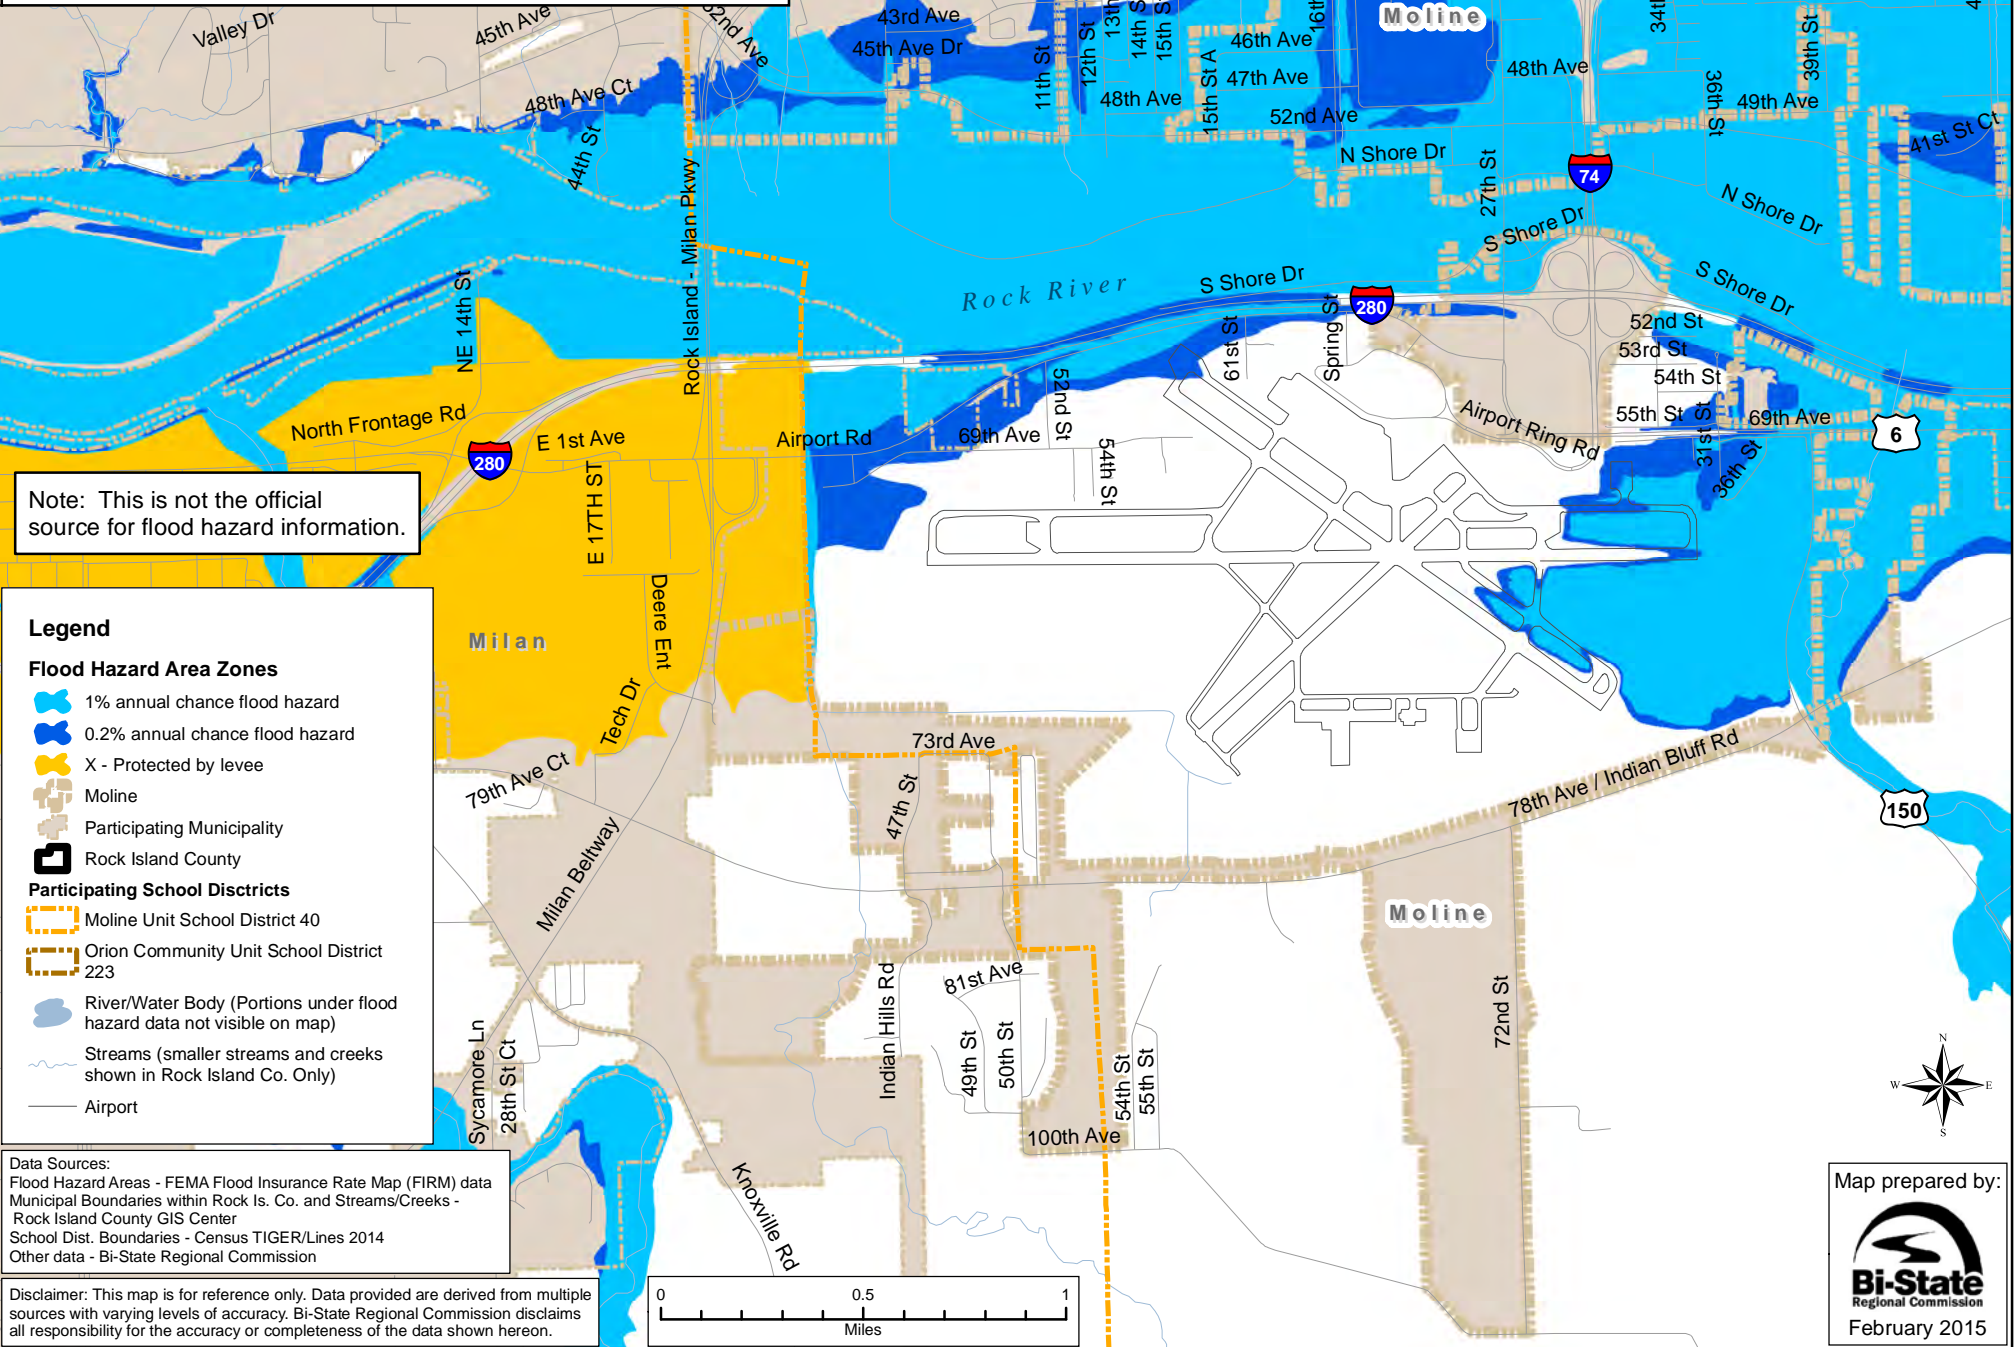 Valley Dr
45th Ave
52nd Ave
43rd Ave
45th Ave Dr
11th St
12th St
13th
14th S
15th S
15th St A
46th Ave
47th Ave
48th Ave
52nd Ave
16th
Moline
34th
48th Ave
36th St
39th St
49th Ave
41st St Ct
4
48th Ave Ct
44th St
Rock Island - Milan Pkwy
N Shore Dr
27th St
74
N Shore Dr
S Shore Dr
S Shore Dr
S Shore Dr
Rock River
NE 14th St
280
61st St
Spring St
52nd St
53rd St
54th St
55th St
31st St
69th Ave
36th St
6
North Frontage Rd
280
E 1st Ave
E 17TH ST
Airport Rd
69th Ave
52nd St
54th St
Airport Ring Rd
Note: This is not the official
source for flood hazard information.
Milan
Deere Ent
Tech Dr
79th Ave Ct
73rd Ave
47th St
Milan Beltway
78th Ave / Indian Bluff Rd
150
Moline
72nd St
Indian Hills Rd
81st Ave
49th St
50th St
54th St
55th St
100th Ave
Sycamore Ln
28th St Ct
Knoxville Rd
Legend
Flood Hazard Area Zones
1% annual chance flood hazard
0.2% annual chance flood hazard
X - Protected by levee
Moline
Participating Municipality
Rock Island County
Participating School Disctricts
Moline Unit School District 40
Orion Community Unit School District
223
River/Water Body (Portions under flood
hazard data not visible on map)
Streams (smaller streams and creeks
shown in Rock Island Co. Only)
Airport
Data Sources:
Flood Hazard Areas - FEMA Flood Insurance Rate Map (FIRM) data
Municipal Boundaries within Rock Is. Co. and Streams/Creeks -
Rock Island County GIS Center
School Dist. Boundaries - Census TIGER/Lines 2014
Other data - Bi-State Regional Commission
Disclaimer: This map is for reference only. Data provided are derived from multiple
sources with varying levels of accuracy. Bi-State Regional Commission disclaims
all responsibility for the accuracy or completeness of the data shown hereon.
0 0.5 1
Miles
N
W E
S
Map prepared by:
Bi-State
Regional Commission
February 2015